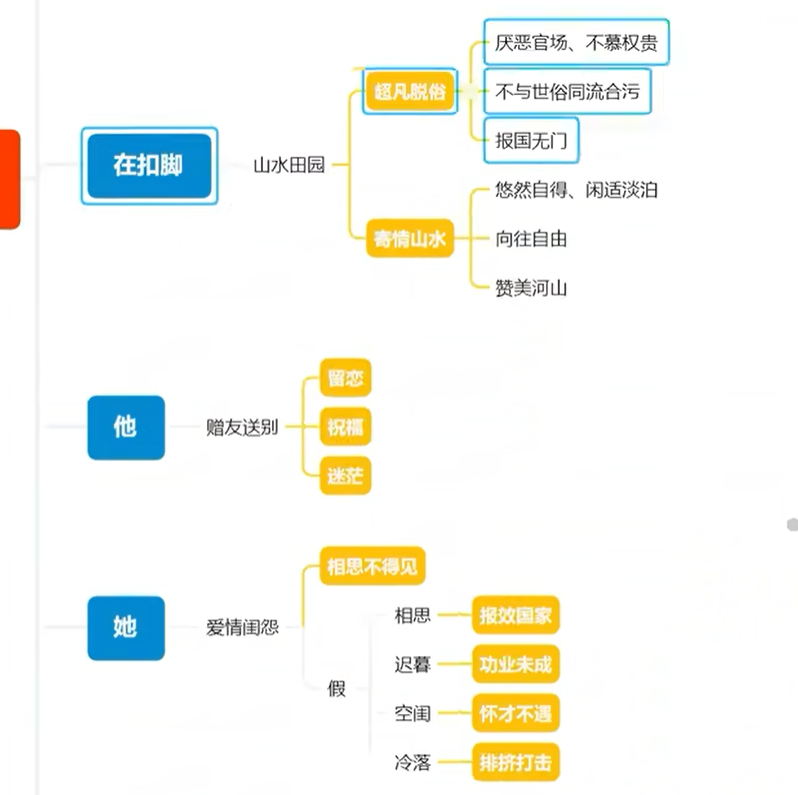 在扣脚
山水田园
超凡脱俗
厌恶官场、不慕权贵
不与世俗同流合污
报国无门
寄情山水
悠然自得、闲适淡泊
向往自由
赞美河山
他
赠友送别
留恋
祝福
迷茫
她
爱情闺怨
相思不得见
假
相思
报效国家
迟暮
功业未成
空闺
怀才不遇
冷落
排挤打击